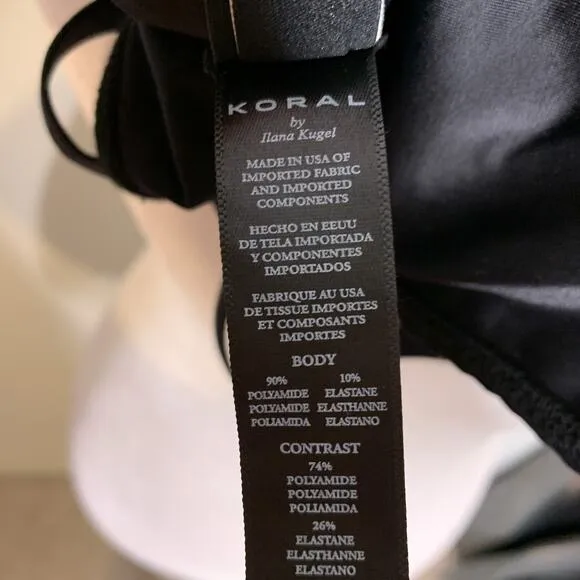 KORAL
by
Ilana Kugel
MADE IN USA OF
IMPORTED FABRIC
AND IMPORTED
COMPONENTS
HECHO EN EEUU
DE TELA IMPORTADA
Y COMPONENTES
IMPORTADOS
FABRIQUE AU USA
DE TISSUE IMPORTES
ET COMPOSANTS
IMPORTES
BODY
90% 10%
POLYAMIDE ELASTANE
POLYAMIDE ELASTHANNE
POLIAMIDA ELASTANO
CONTRAST
74%
POLYAMIDE
POLYAMIDE
POLIAMIDA
26%
ELASTANE
ELASTHANNE
ELASTANO